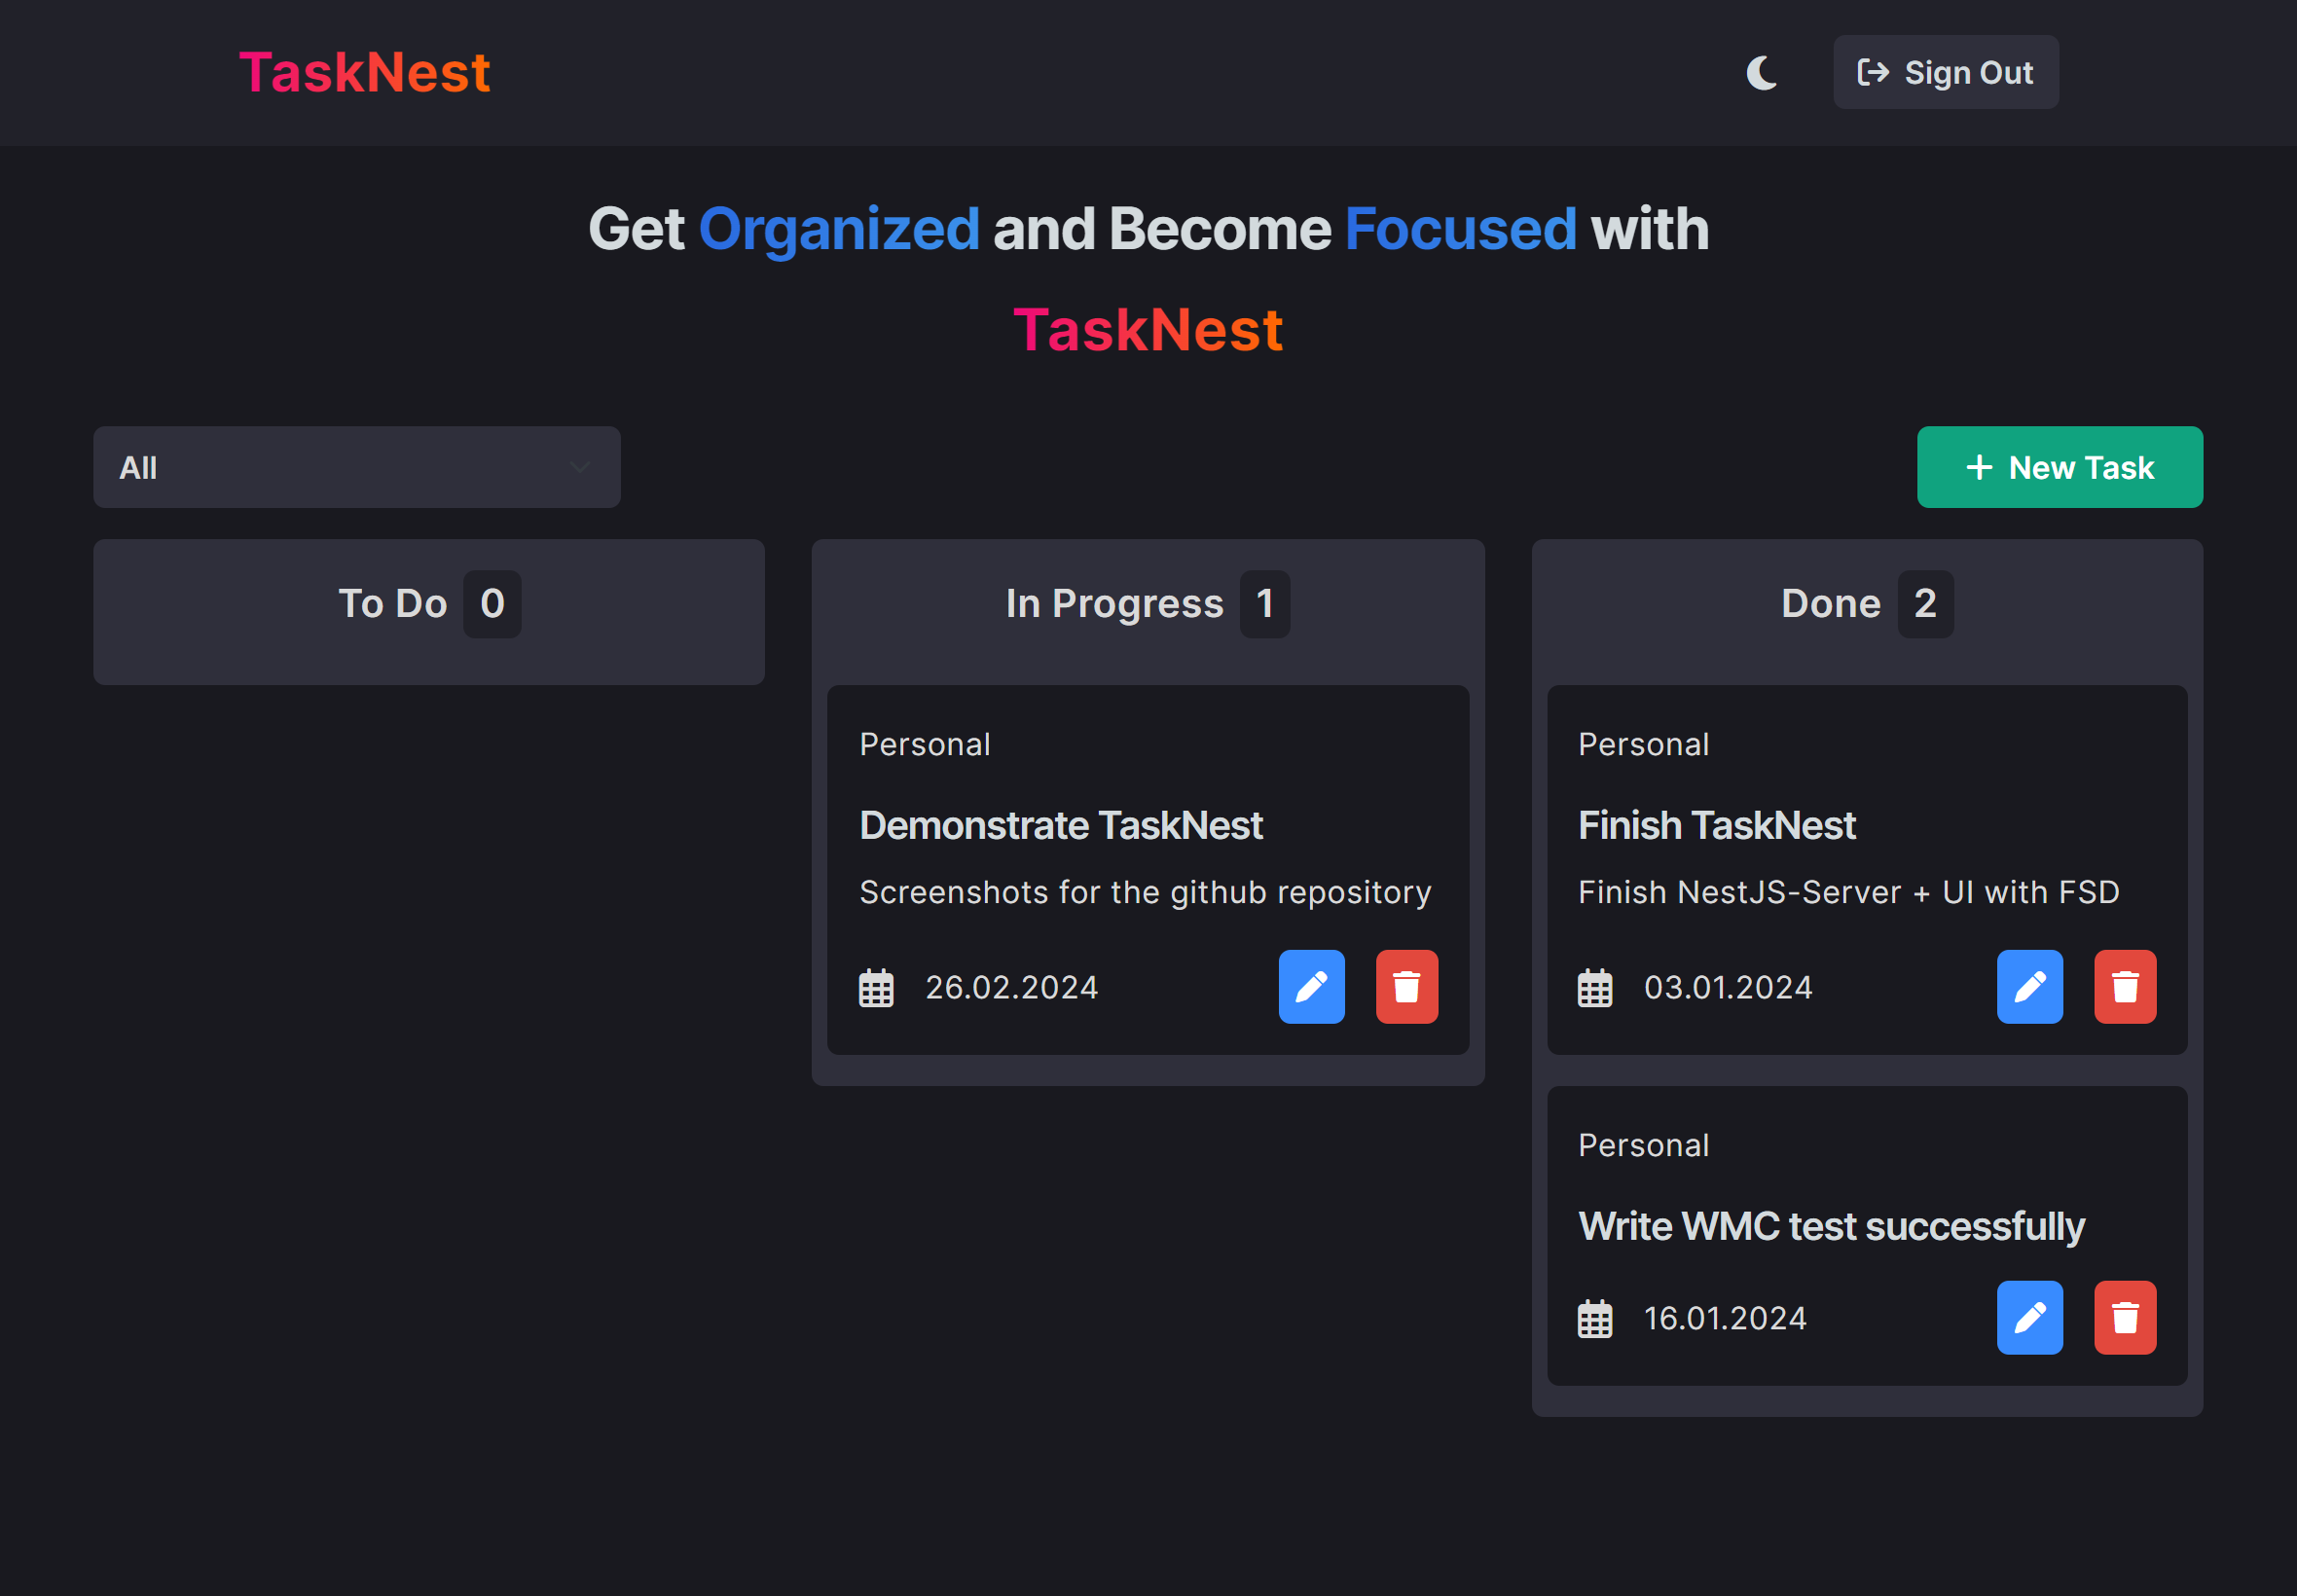 TaskNest
Sign Out
Get Organized and Become Focused with
TaskNest
All
New Task
To Do 0
In Progress 1
Personal
Demonstrate TaskNest
Screenshots for the github repository
26.02.2024
Done 2
Personal
Finish TaskNest
Finish NestJS-Server + UI with FSD
03.01.2024
Personal
Write WMC test successfully
16.01.2024